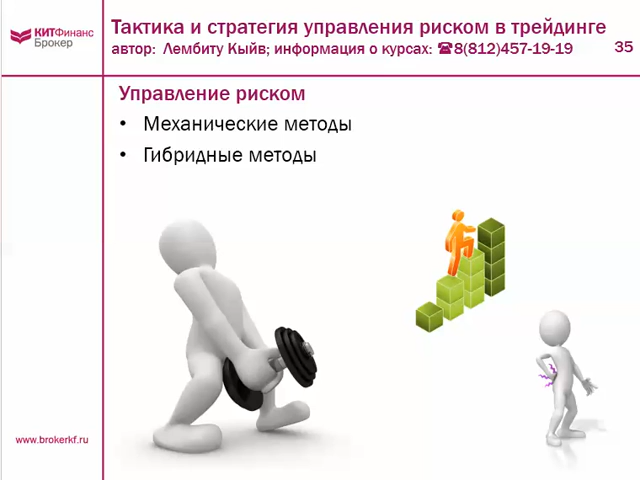 КИТФинанс
Брокер
Тактика и стратегия управления риском в трейдинге
автор: Лембиту Кыйв; информация о курсах: ☎8(812)457-19-19
35
Управление риском
• Механические методы
• Гибридные методы
www.brokerkf.ru